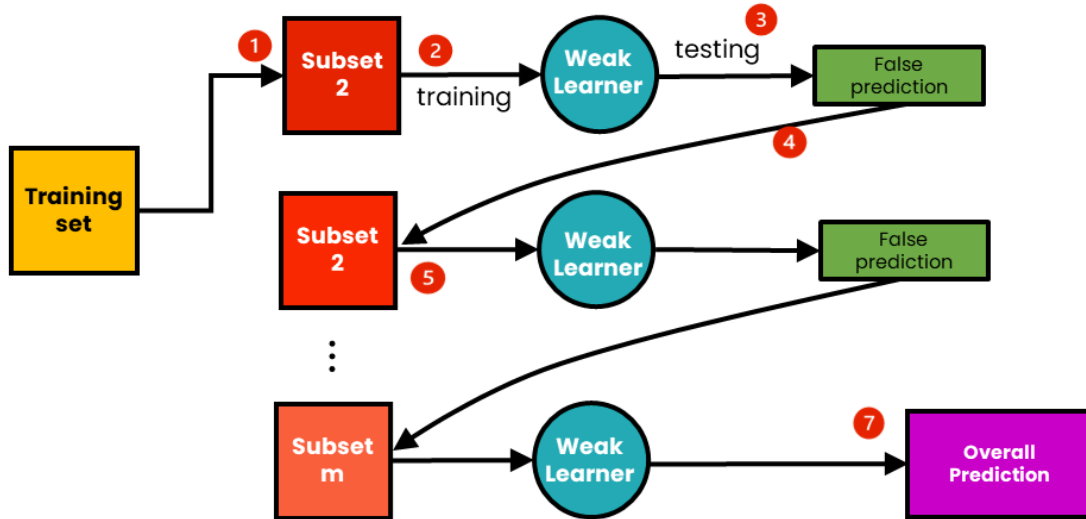 1
Subset
2
2
training
Weak
Learner
3
testing
False
prediction
4
Training
set
Subset
2
5
Weak
Learner
False
prediction
Subset
m
Weak
Learner
7
Overall
Prediction